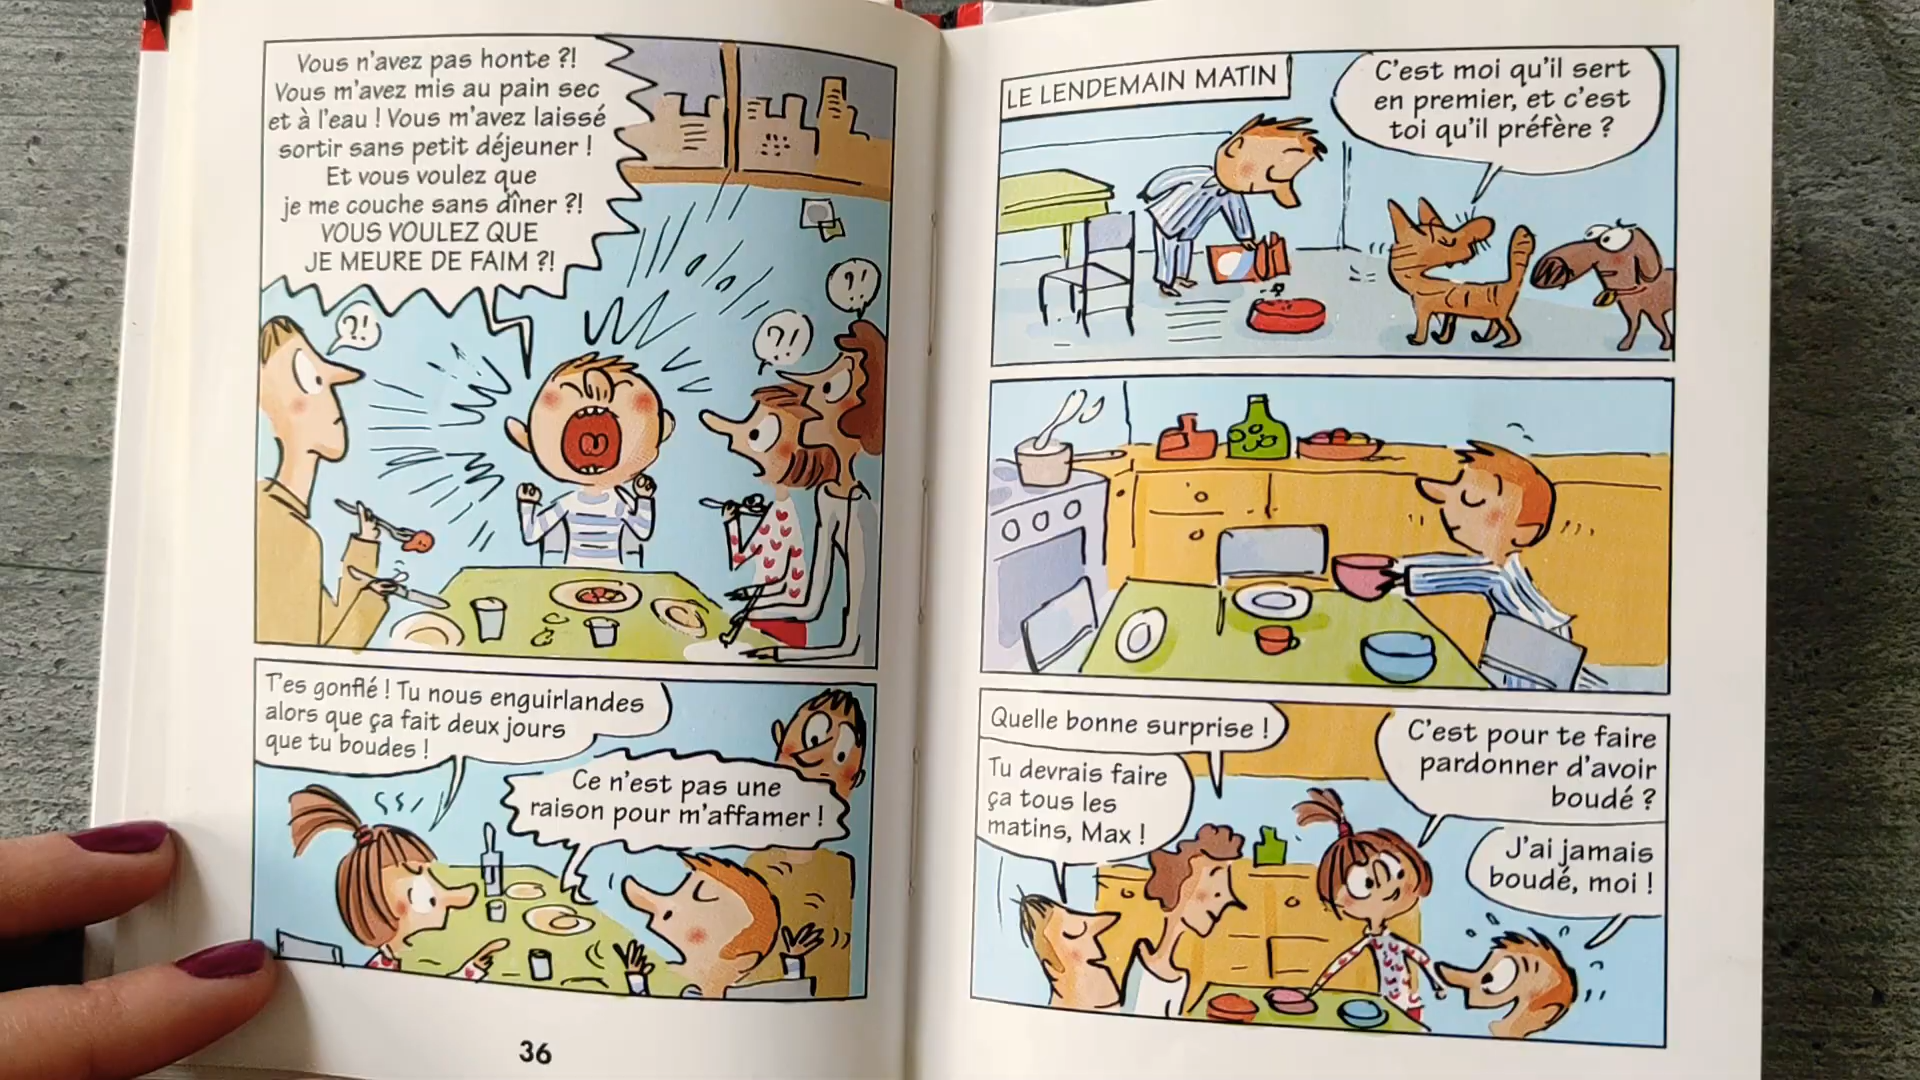 Vous n'avez pas honte ?!
Vous m'avez mis au pain sec
et à l'eau ! Vous m'avez laissé
sortir sans petit déjeuner !
Et vous voulez que
je me couche sans dîner ?!
VOUS VOULEZ QUE
JE MEURE DE FAIM ?!
?!
?!
?!
T'es gonflé ! Tu nous enguirlandes
alors que ça fait deux jours
que tu boudes !
Ce n'est pas une
raison pour m'affamer !
36
LE LENDEMAIN MATIN
C'est moi qu'il sert
en premier, et c'est
toi qu'il préfère ?
Quelle bonne surprise !
Tu devrais faire
ça tous les
matins, Max !
C'est pour te faire
pardonner d'avoir
boudé ?
J'ai jamais
boudé, moi !